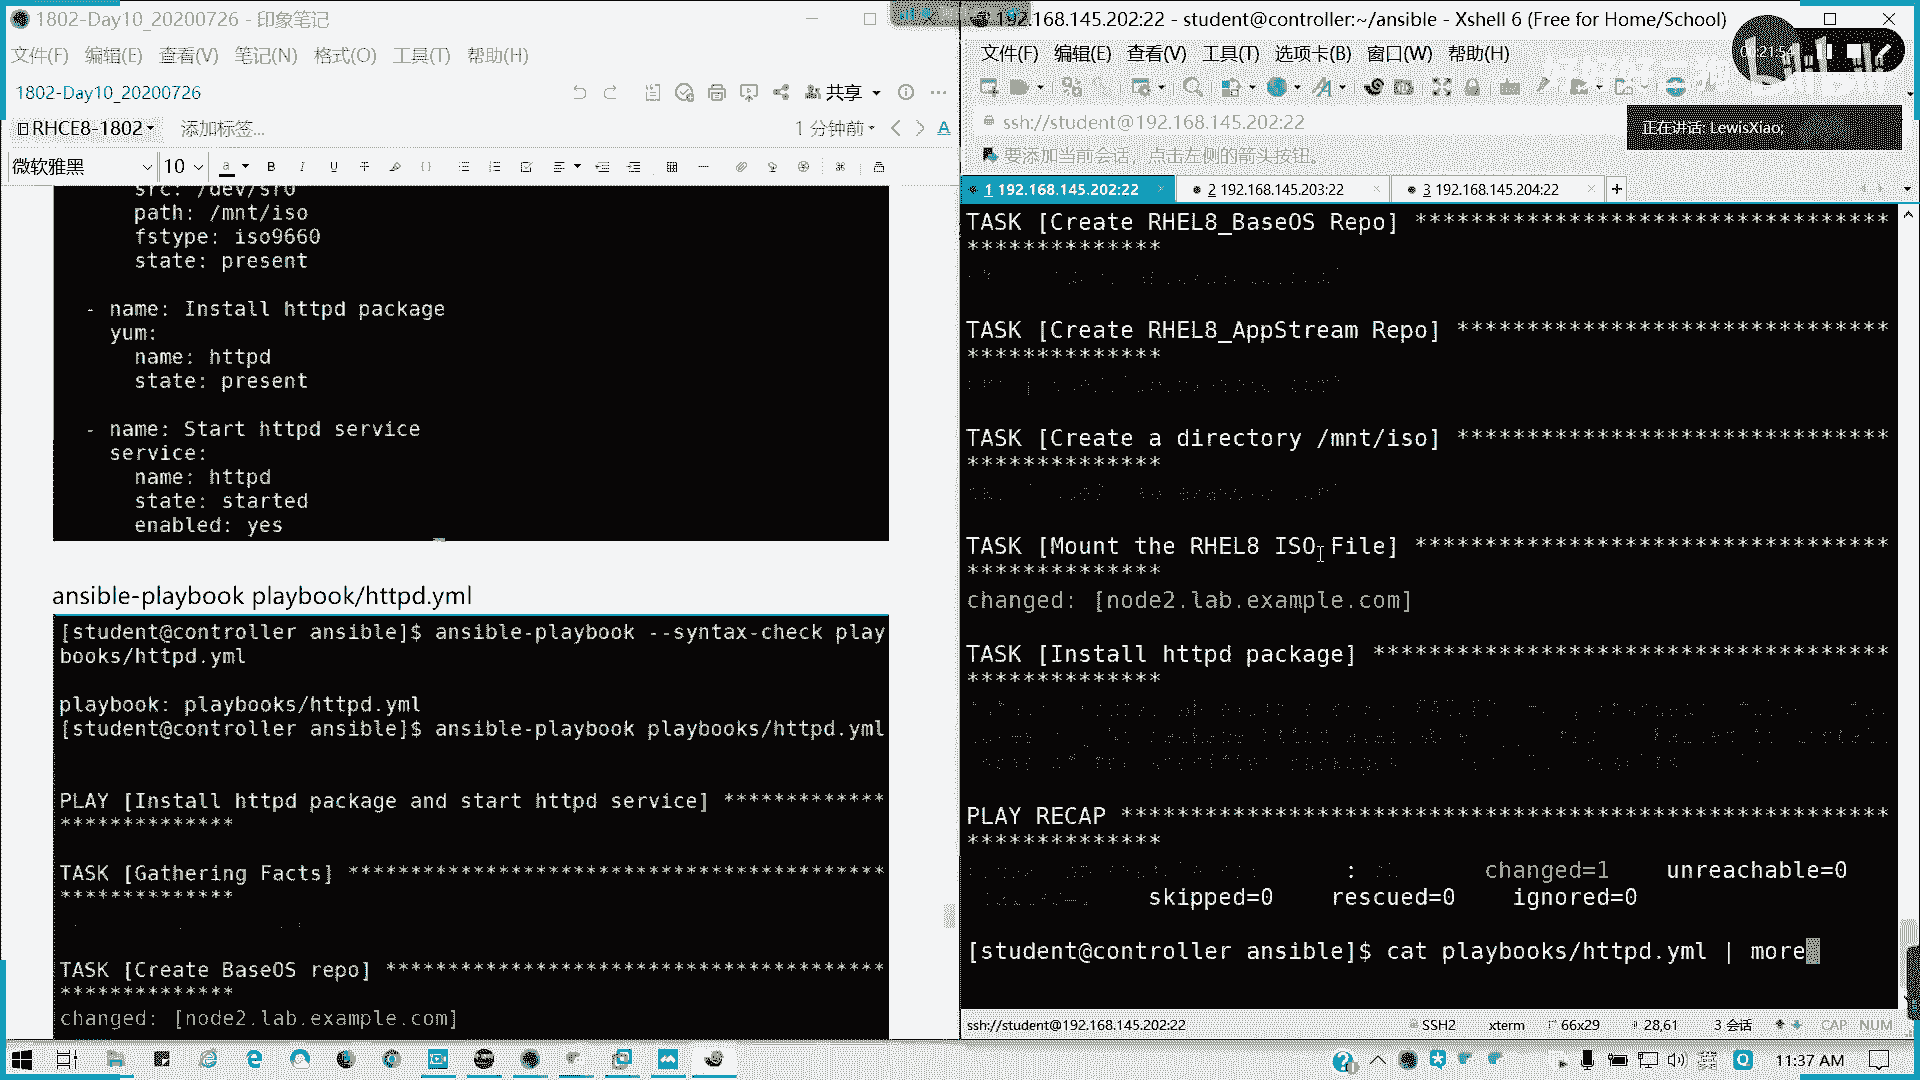 1802-Day10_20200726 - 印象笔记
文件(F) 编辑(E) 查看(V) 笔记(N) 格式(O) 工具(T) 帮助(H)
1802-Day10_20200726
共享
RHCE8-1802
添加标签...
1 分钟前
微软雅黑 10
src: /dev/sr0
path: /mnt/iso
fstype: iso9660
state: present
- name: Install httpd package
yum:
name: httpd
state: present
- name: Start httpd service
service:
name: httpd
state: started
enabled: yes
ansible-playbook playbook/httpd.yml
[student@controller ansible]$ ansible-playbook --syntax-check play
books/httpd.yml
playbook: playbooks/httpd.yml
[student@controller ansible]$ ansible-playbook playbooks/httpd.yml
PLAY [Install httpd package and start httpd service] *************
**************
TASK [Gathering Facts] *******************************************
**************
TASK [Create BaseOS repo] ****************************************
**************
changed: [node2.lab.example.com]
192.168.145.202:22 - student@controller:~/ansible - Xshell 6 (Free for Home/School)
文件(F) 编辑(E) 查看(V) 工具(T) 选项卡(B) 窗口(W) 帮助(H)
ssh://student@192.168.145.202:22
正在讲话: LewisXiao;
要添加当前会话，点击左侧的箭头按钮。
1 192.168.145.202:22
2 192.168.145.203:22
3 192.168.145.204:22
TASK [Create RHEL8_BaseOS Repo] **********************************
**************
TASK [Create RHEL8_AppStream Repo] *******************************
**************
TASK [Create a directory /mnt/iso] *******************************
**************
TASK [Mount the RHEL8 ISO File] **********************************
**************
changed: [node2.lab.example.com]
TASK [Install httpd package] *************************************
**************
PLAY RECAP *******************************************************
**************
: changed=1 unreachable=0
skipped=0 rescued=0 ignored=0
[student@controller ansible]$ cat playbooks/httpd.yml | more
ssh://student@192.168.145.202:22
SSH2
xterm
66x29
28,61
3 会话
CAP NUM
11:37 AM